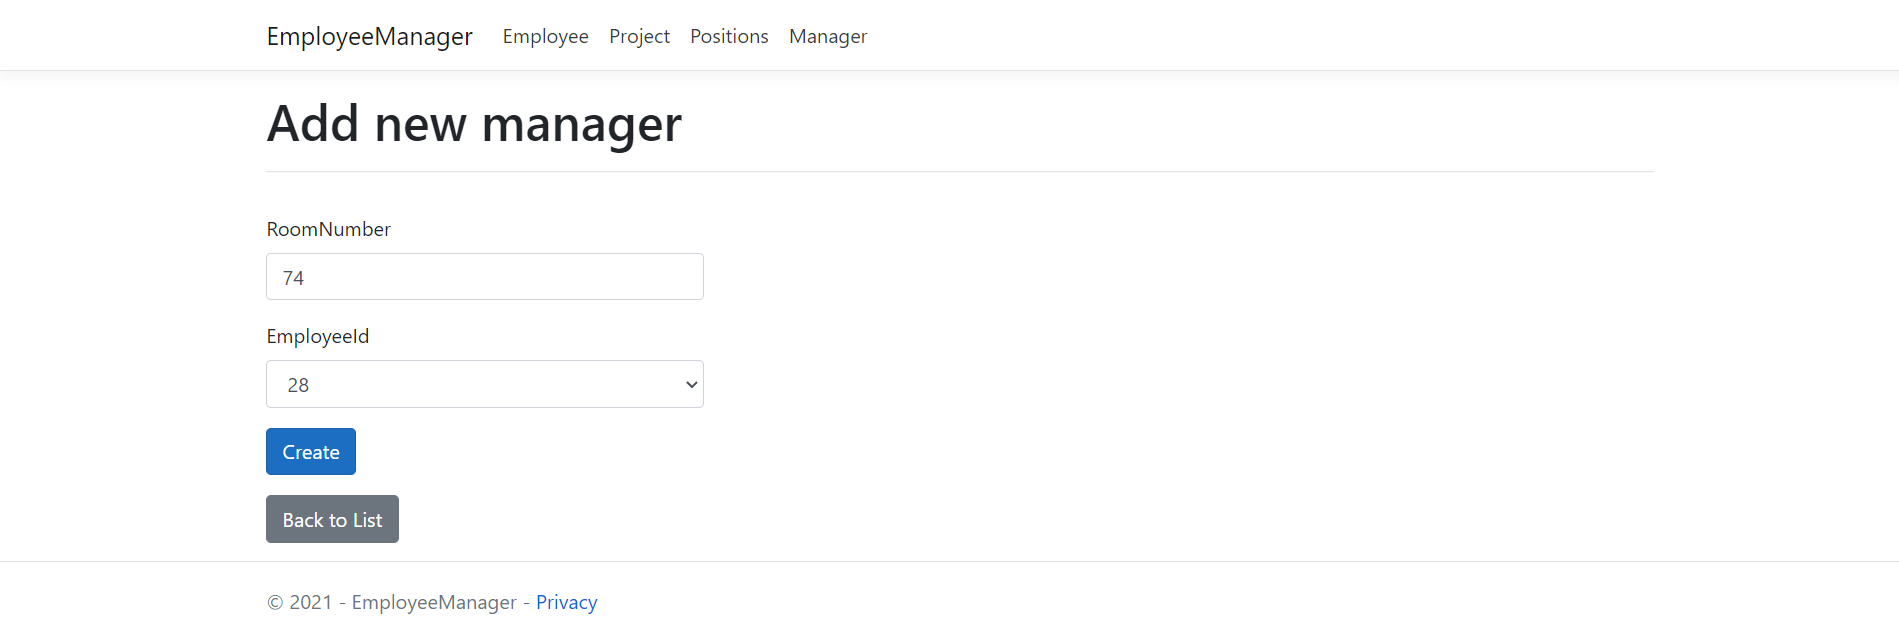 EmployeeManager Employee Project Positions Manager
Add new manager
RoomNumber
74
EmployeeId
28
Create
Back to List
© 2021 - EmployeeManager - Privacy